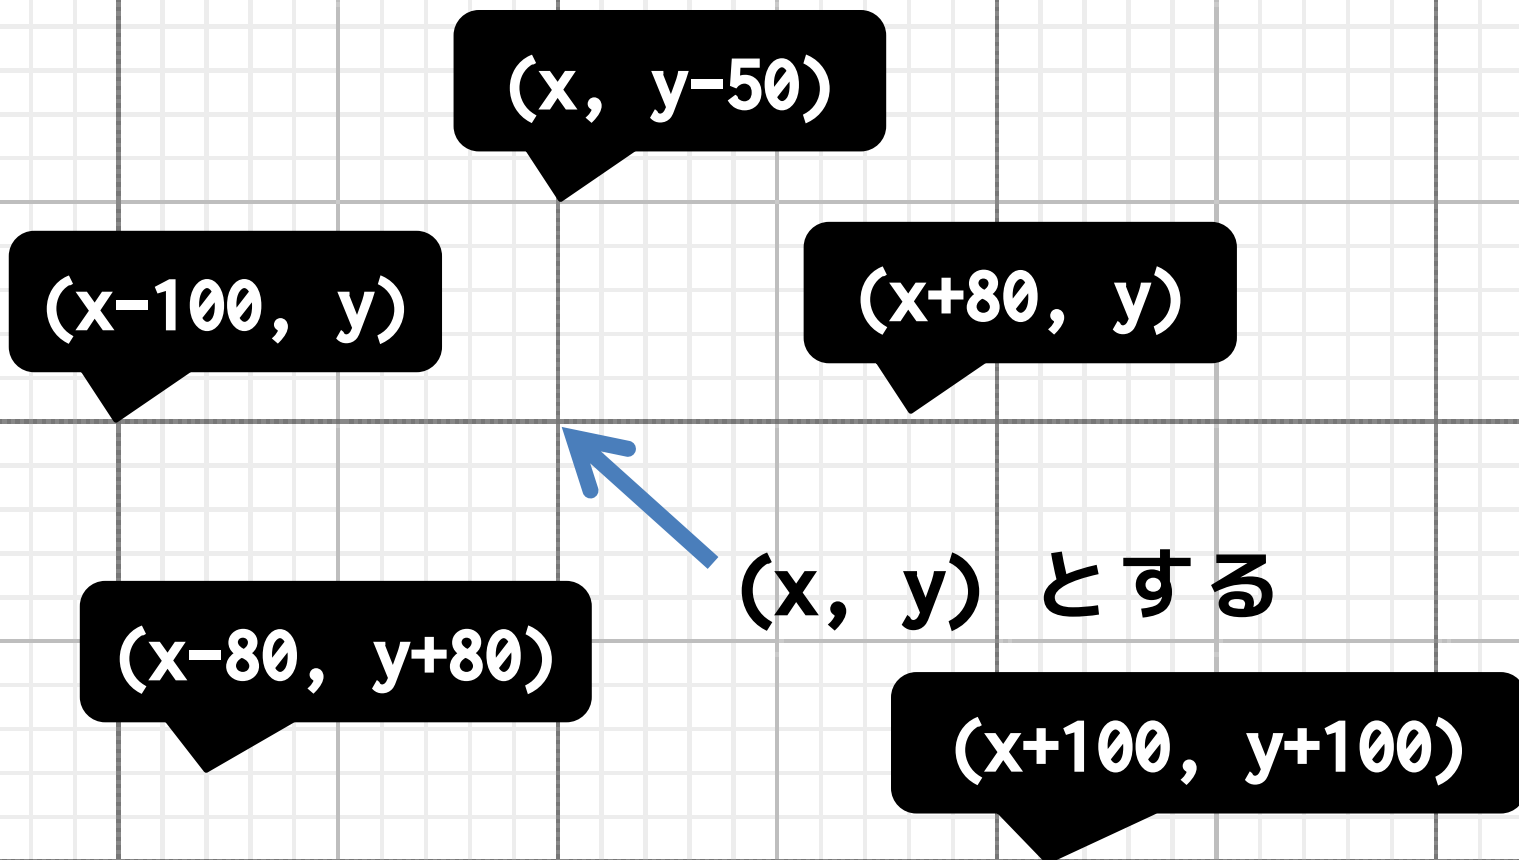 (x, y-50)
(x-100, y)
(x+80, y)
(x, y) とする
(x-80, y+80)
(x+100, y+100)